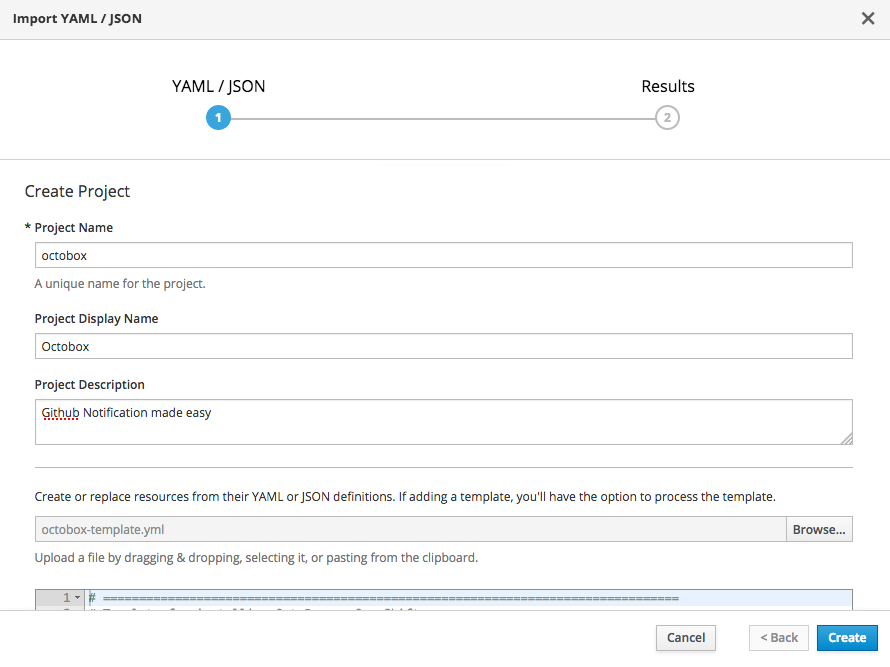 Import YAML / JSON
YAML / JSON
Results
1
2
Create Project
* Project Name
octobox
A unique name for the project.
Project Display Name
Octobox
Project Description
Github Notification made easy
Create or replace resources from their YAML or JSON definitions. If adding a template, you'll have the option to process the template.
octobox-template.yml
Browse...
Upload a file by dragging & dropping, selecting it, or pasting from the clipboard.
1 # ================================================================================
Cancel
< Back
Create